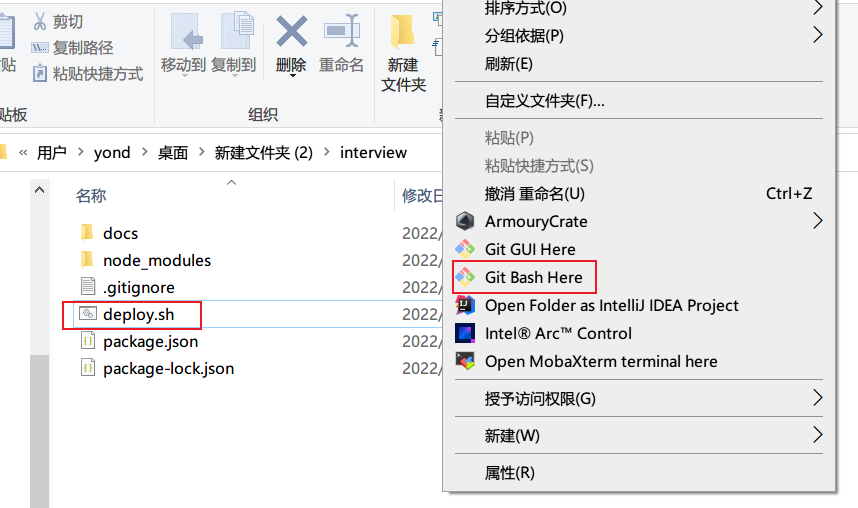 剪切
复制路径
粘贴快捷方式
贴板
移动到
复制到
删除
重命名
组织
新建
文件夹
« 用户 > yond > 桌面 > 新建文件夹 (2) > interview
名称
修改日
docs
2022/
node_modules
2022/
.gitignore
2022/
deploy.sh
2022/
package.json
2022/
package-lock.json
2022/
排序方式(O)
分组依据(P)
刷新(E)
自定义文件夹(F)...
粘贴(P)
粘贴快捷方式(S)
撤消 重命名(U) Ctrl+Z
ArmouryCrate
Git GUI Here
Git Bash Here
Open Folder as IntelliJ IDEA Project
Intel® Arc™ Control
Open MobaXterm terminal here
授予访问权限(G)
新建(W)
属性(R)